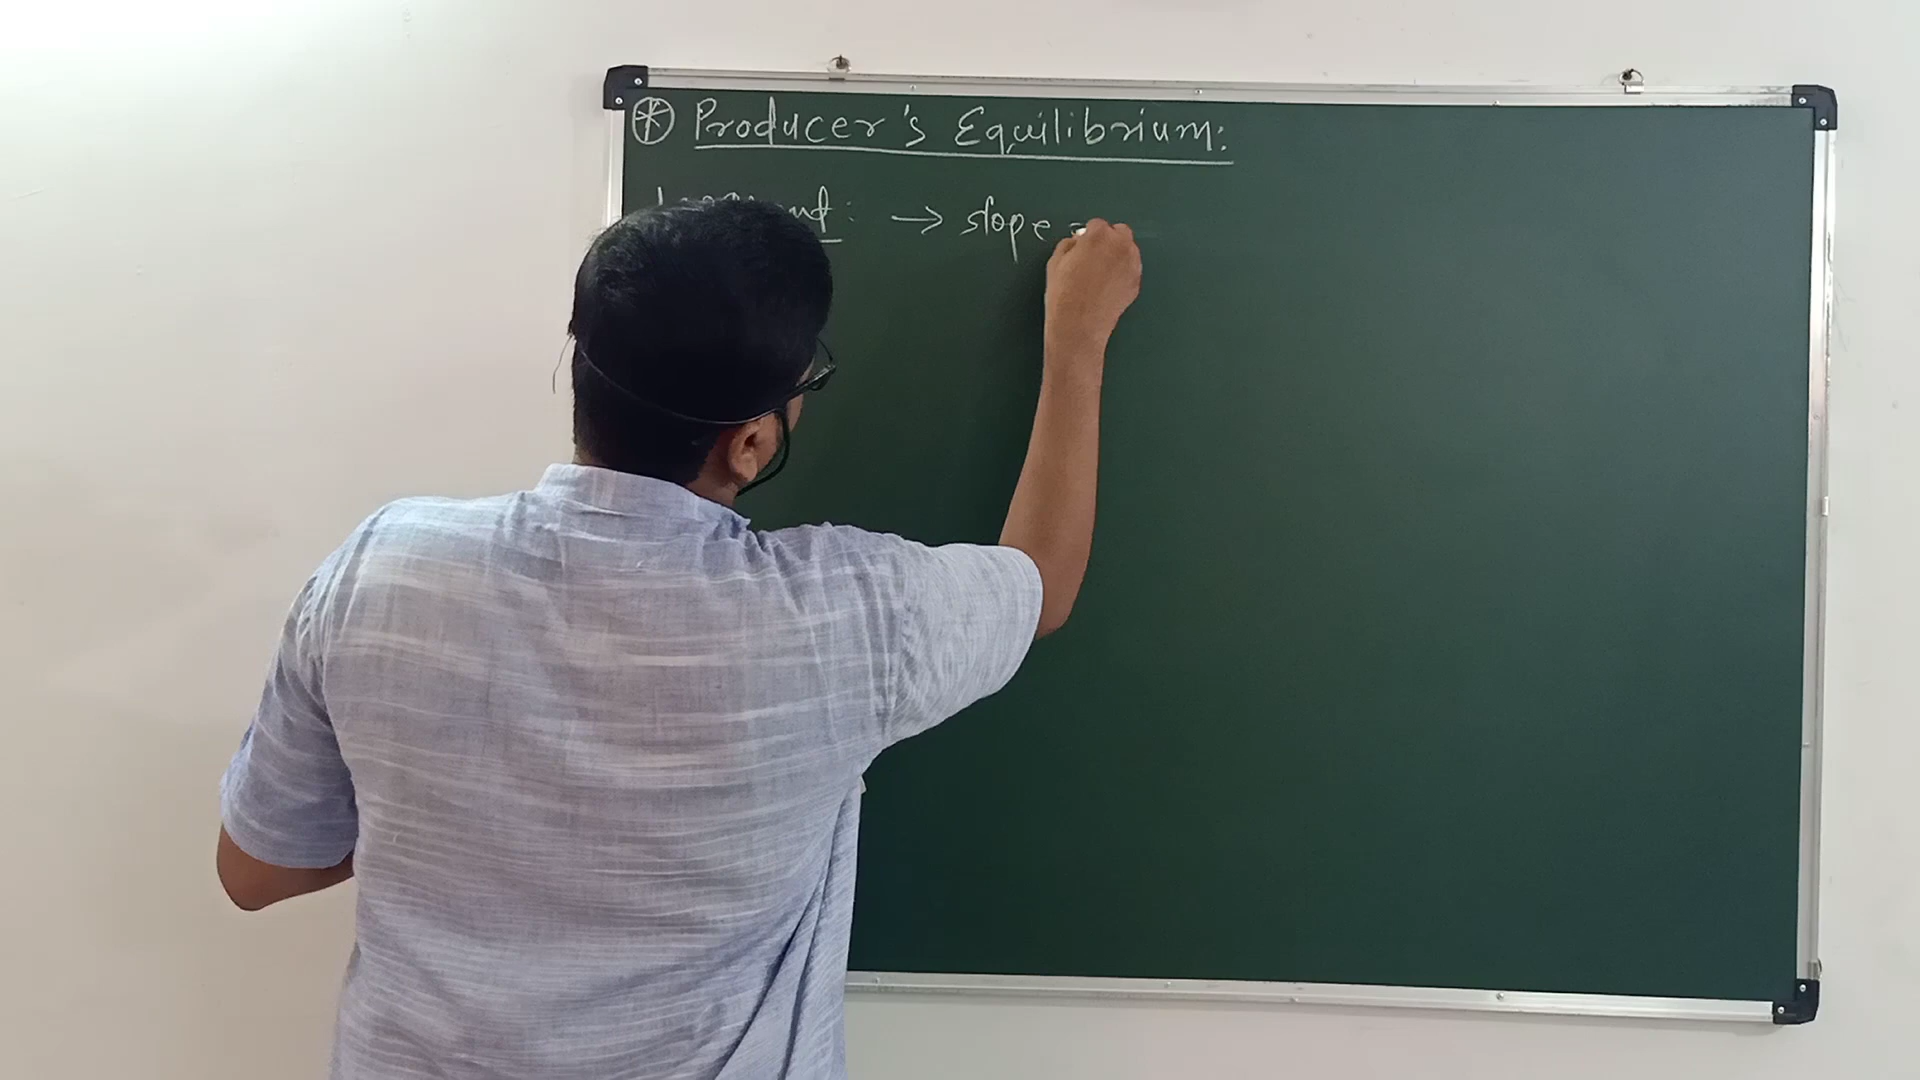 Producer's Equilibrium:
→ slope =